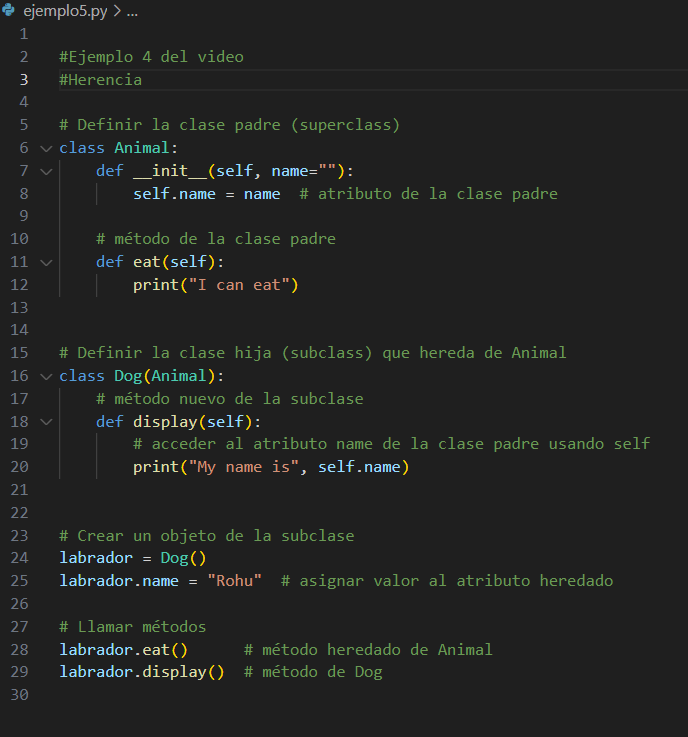 ejemplo5.py > ...
1
2 #Ejemplo 4 del video
3 #Herencia
4
5 # Definir la clase padre (superclass)
6 class Animal:
7     def __init__(self, name=""):
8         self.name = name  # atributo de la clase padre
9
10     # método de la clase padre
11     def eat(self):
12         print("I can eat")
13
14
15 # Definir la clase hija (subclass) que hereda de Animal
16 class Dog(Animal):
17     # método nuevo de la subclase
18     def display(self):
19         # acceder al atributo name de la clase padre usando self
20         print("My name is", self.name)
21
22
23 # Crear un objeto de la subclase
24 labrador = Dog()
25 labrador.name = "Rohu"  # asignar valor al atributo heredado
26
27 # Llamar métodos
28 labrador.eat()      # método heredado de Animal
29 labrador.display()  # método de Dog
30